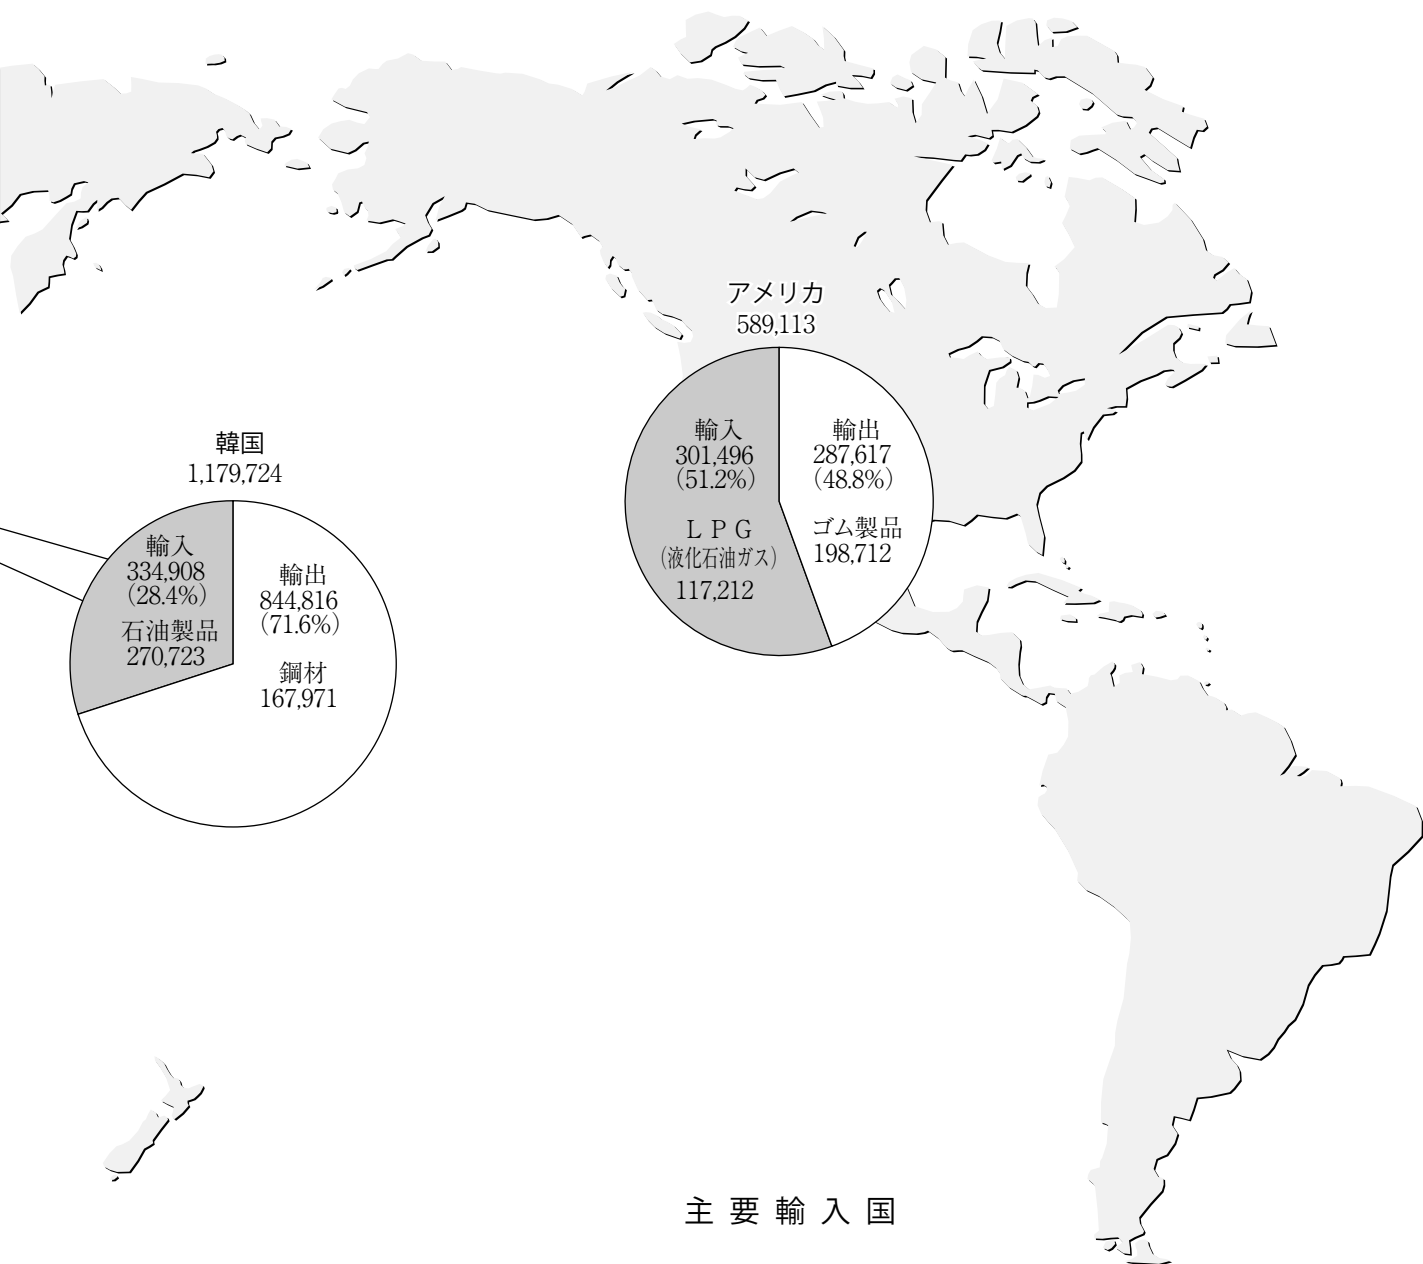 アメリカ
589,113
輸入
301,496
(51.2%)
LPG
(液化石油ガス)
117,212
輸出
287,617
(48.8%)
ゴム製品
198,712
韓国
1,179,724
輸入
334,908
(28.4%)
石油製品
270,723
輸出
844,816
(71.6%)
鋼材
167,971
主要輸入国